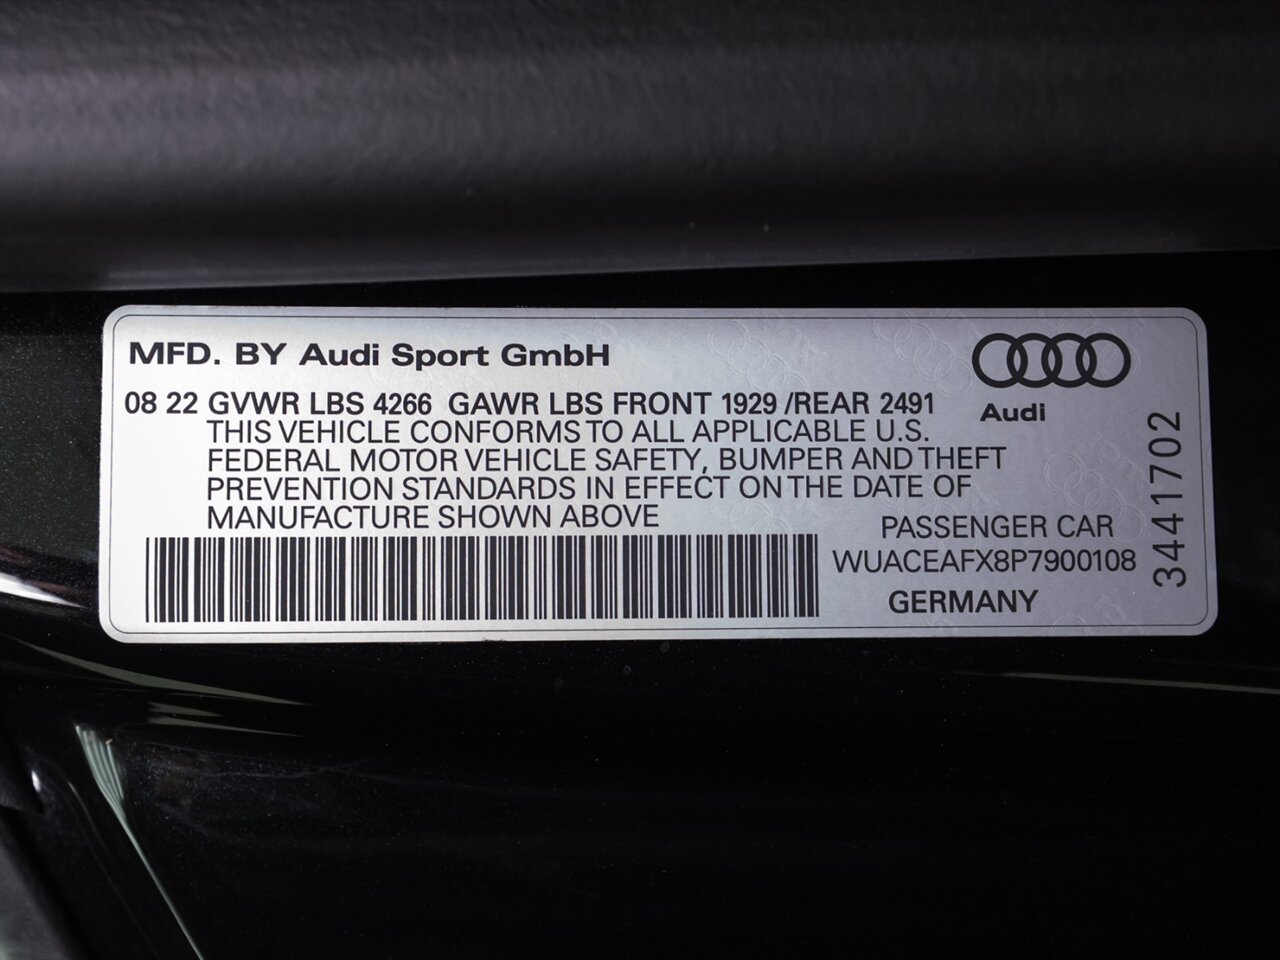 MFD. BY Audi Sport GmbH
08 22 GVWR LBS 4266 GAWR LBS FRONT 1929 /REAR 2491
THIS VEHICLE CONFORMS TO ALL APPLICABLE U.S.
FEDERAL MOTOR VEHICLE SAFETY, BUMPER AND THEFT
PREVENTION STANDARDS IN EFFECT ON THE DATE OF
MANUFACTURE SHOWN ABOVE
Audi
PASSENGER CAR
WUACEAFX8P7900108
GERMANY
3441702